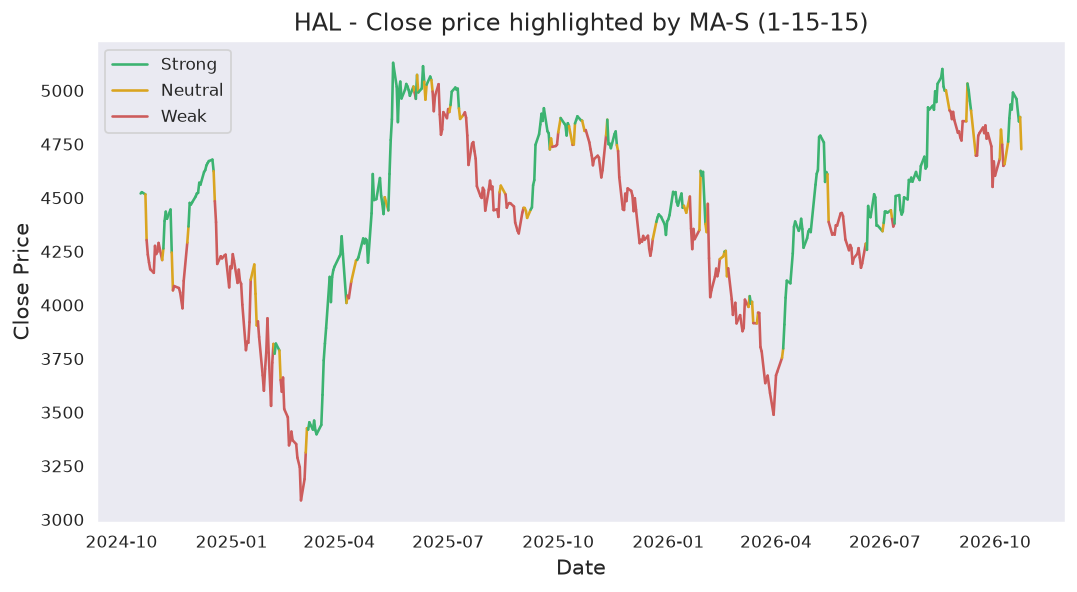 HAL - Close price highlighted by MA-S (1-15-15)
Strong
Neutral
Weak
Close Price
5000
4750
4500
4250
4000
3750
3500
3250
3000
2024-10 2025-01 2025-04 2025-07 2025-10 2026-01 2026-04 2026-07 2026-10
Date